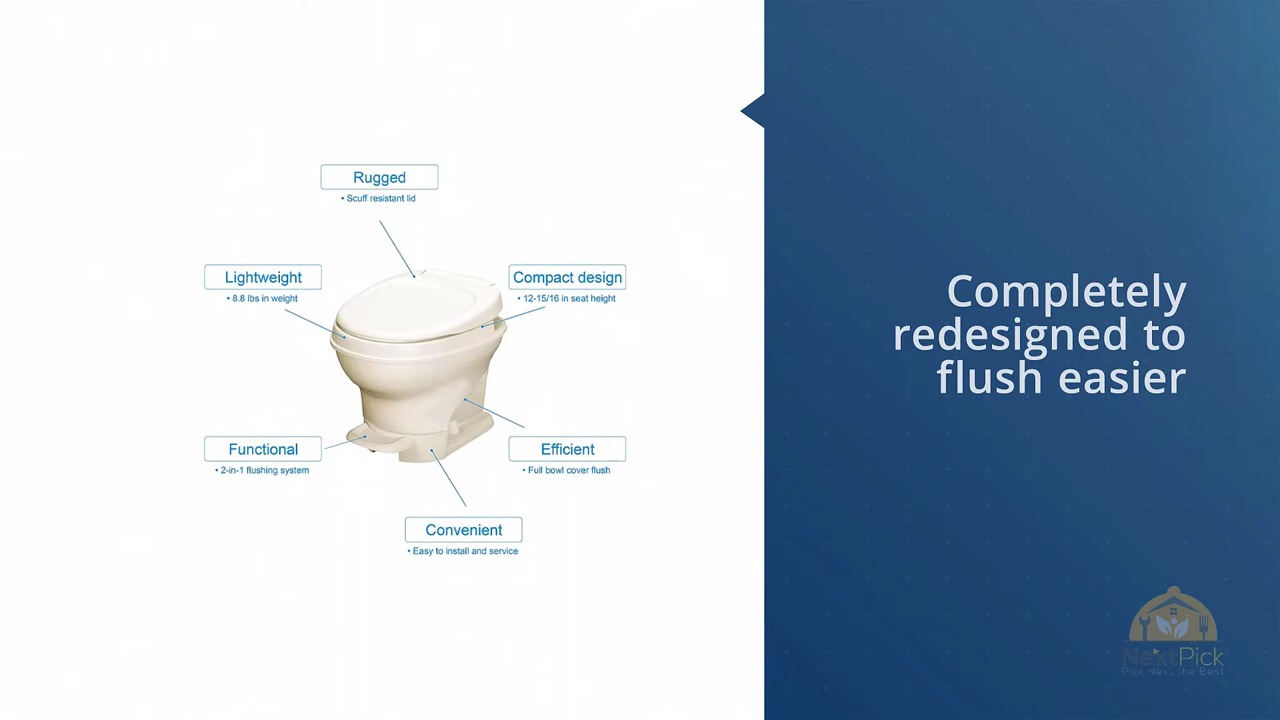 Rugged
• Scuff resistant lid
Lightweight
• 8.8 lbs in weight
Compact design
• 12-15/16 in seat height
Functional
• 2-in-1 flushing system
Efficient
• Full bowl cover flush
Convenient
• Easy to install and service
Completely
redesigned to
flush easier
NextPick
Pick Next the Best